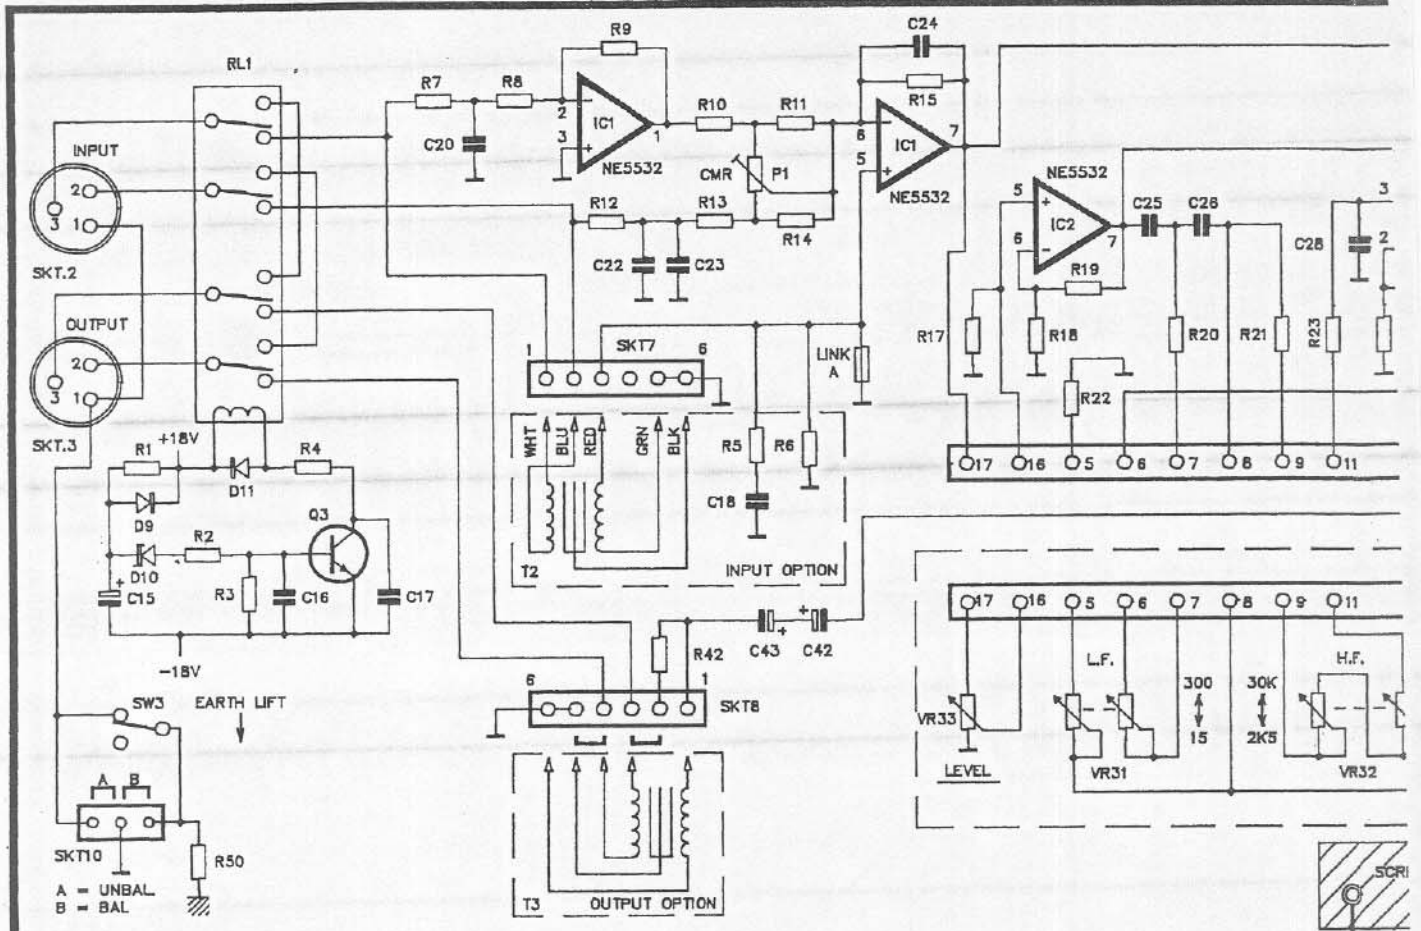 R9
C24
RL1
R7
R8
2
3
IC1
1
NE5532
R10
R11
R15
6
5
IC1
7
NE5532
C20
CMR
P1
INPUT
2
3
1
SKT.2
R12
R13
R14
C22
C23
NE5532
5
6
IC2
7
C25
C26
R19
3
C28
2
OUTPUT
2
3
1
SKT.3
R17
R18
R20
R21
R23
R22
1
SKT7
6
LINK
A
+18V
R1
D11
R4
WHT
BLU
RED
GRN
BLK
R5
R6
C18
17
16
5
6
7
8
9
11
D9
D10
R2
Q3
C15
R3
C16
C17
T2
INPUT OPTION
-18V
R42
C43
C42
17
16
5
6
7
8
9
11
L.F.
H.F.
300
15
30K
2K5
VR33
LEVEL
VR31
VR32
SW3
EARTH LIFT
6
1
SKT8
A
B
SKT10
R50
A = UNBAL
B = BAL
T3
OUTPUT OPTION
SCRI